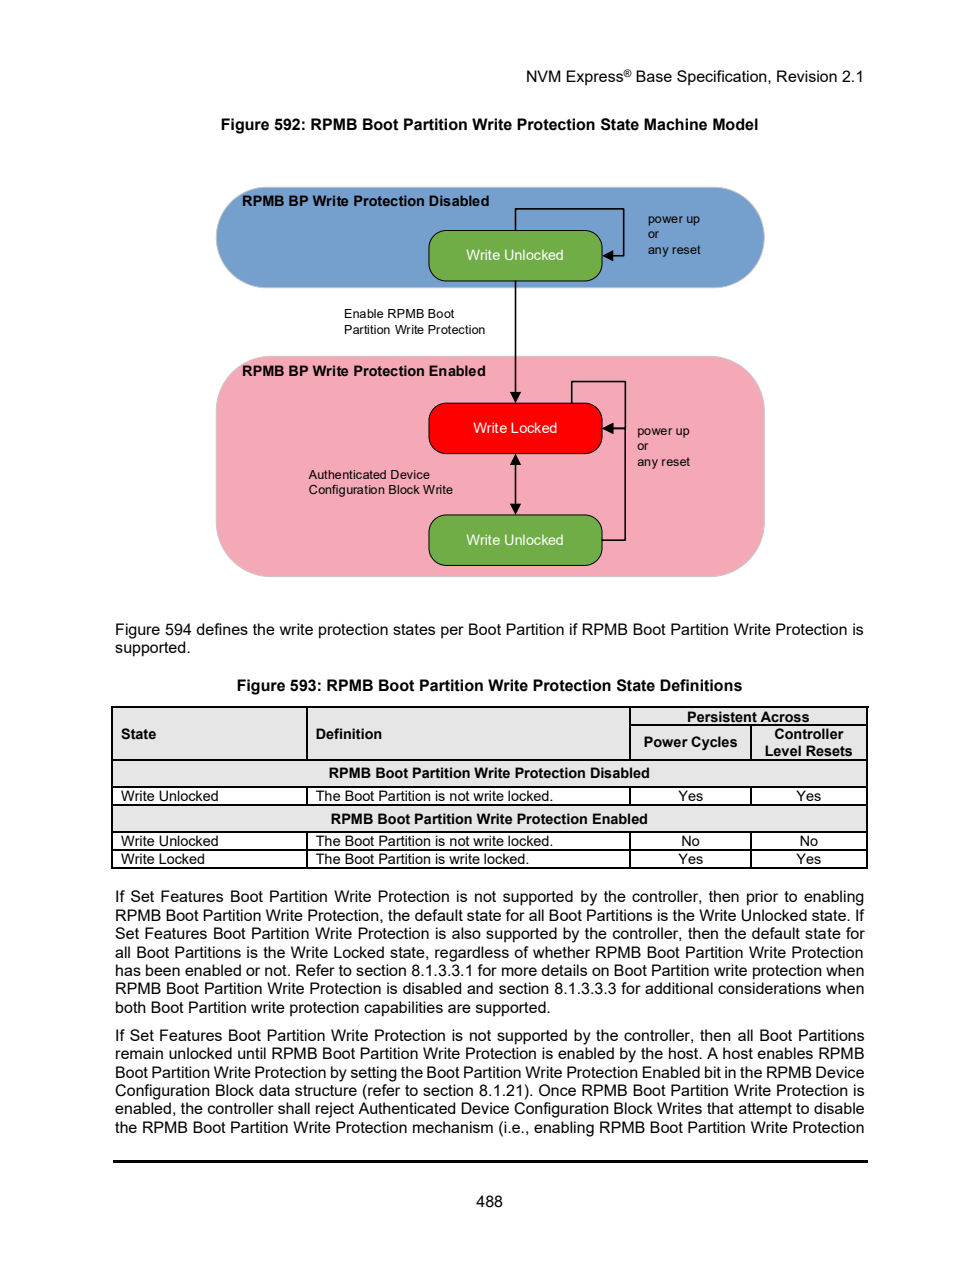 NVM Express® Base Specification, Revision 2.1
Figure 592: RPMB Boot Partition Write Protection State Machine Model
RPMB BP Write Protection Disabled
power up
or
any reset
Write Unlocked
Enable RPMB Boot
Partition Write Protection
RPMB BP Write Protection Enabled
Write Locked
power up
or
any reset
Authenticated Device
Configuration Block Write
Write Unlocked
Figure 594 defines the write protection states per Boot Partition if RPMB Boot Partition Write Protection is
supported.
Figure 593: RPMB Boot Partition Write Protection State Definitions
State Definition Persistent Across
Power Cycles Controller
Level Resets
RPMB Boot Partition Write Protection Disabled
Write Unlocked The Boot Partition is not write locked. Yes Yes
RPMB Boot Partition Write Protection Enabled
Write Unlocked The Boot Partition is not write locked. No No
Write Locked The Boot Partition is write locked. Yes Yes
If Set Features Boot Partition Write Protection is not supported by the controller, then prior to enabling
RPMB Boot Partition Write Protection, the default state for all Boot Partitions is the Write Unlocked state. If
Set Features Boot Partition Write Protection is also supported by the controller, then the default state for
all Boot Partitions is the Write Locked state, regardless of whether RPMB Boot Partition Write Protection
has been enabled or not. Refer to section 8.1.3.3.1 for more details on Boot Partition write protection when
RPMB Boot Partition Write Protection is disabled and section 8.1.3.3.3 for additional considerations when
both Boot Partition write protection capabilities are supported.
If Set Features Boot Partition Write Protection is not supported by the controller, then all Boot Partitions
remain unlocked until RPMB Boot Partition Write Protection is enabled by the host. A host enables RPMB
Boot Partition Write Protection by setting the Boot Partition Write Protection Enabled bit in the RPMB Device
Configuration Block data structure (refer to section 8.1.21). Once RPMB Boot Partition Write Protection is
enabled, the controller shall reject Authenticated Device Configuration Block Writes that attempt to disable
the RPMB Boot Partition Write Protection mechanism (i.e., enabling RPMB Boot Partition Write Protection
488